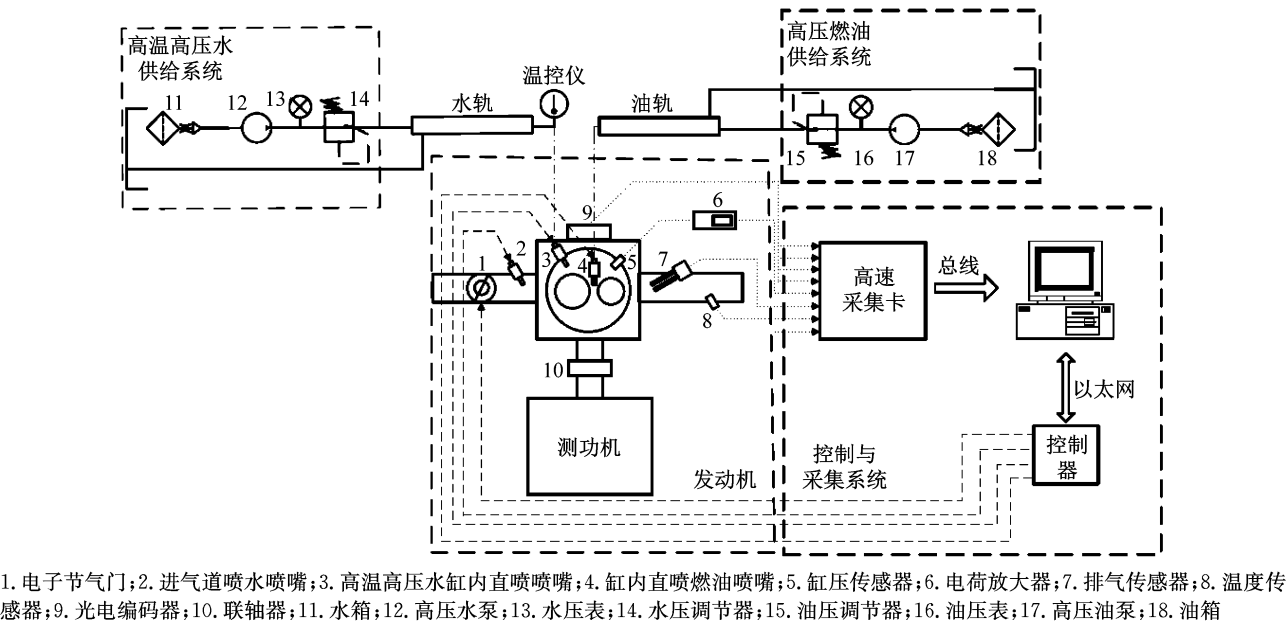 高温高压水
供给系统
11
12
13
14
水轨
温控仪
油轨
高压燃油
供给系统
15
16
17
18
9
6
1
2
3
4
5
7
8
10
测功机
发动机
高速
采集卡
总线
以太网
控制器
控制与
采集系统
1.电子节气门;2.进气道喷水喷嘴;3.高温高压水缸内直喷喷嘴;4.缸内直喷燃油喷嘴;5.缸压传感器;6.电荷放大器;7.排气传感器;8.温度传
感器;9.光电编码器;10.联轴器;11.水箱;12.高压水泵;13.水压表;14.水压调节器;15.油压调节器;16.油压表;17.高压油泵;18.油箱